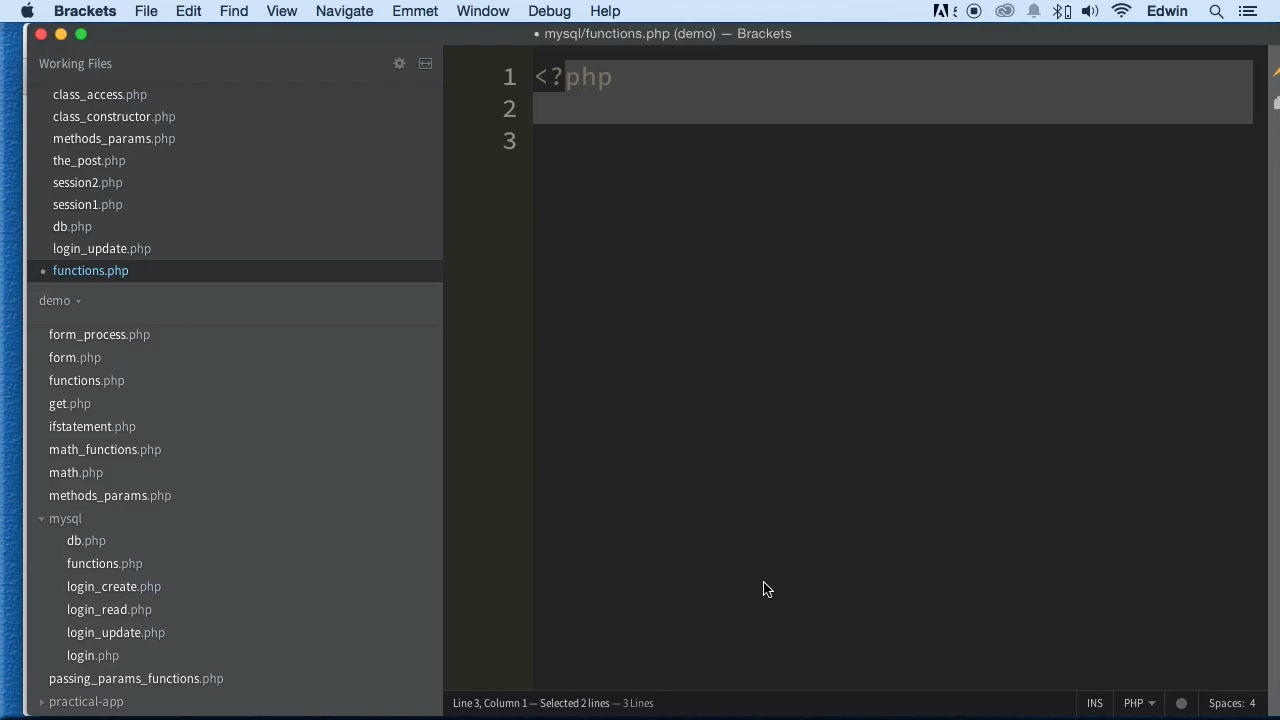 Brackets File Edit Find View Navigate Emmet Window Debug Help Edwin
• mysql/functions.php (demo) — Brackets
Working Files
class_access.php
class_constructor.php
methods_params.php
the_post.php
session2.php
session1.php
db.php
login_update.php
functions.php
demo
form_process.php
form.php
functions.php
get.php
ifstatement.php
math_functions.php
math.php
methods_params.php
mysql
db.php
functions.php
login_create.php
login_read.php
login_update.php
login.php
passing_params_functions.php
practical-app
1 <?php
2
3
Line 3, Column 1 — Selected 2 lines — 3 Lines
INS PHP Spaces: 4